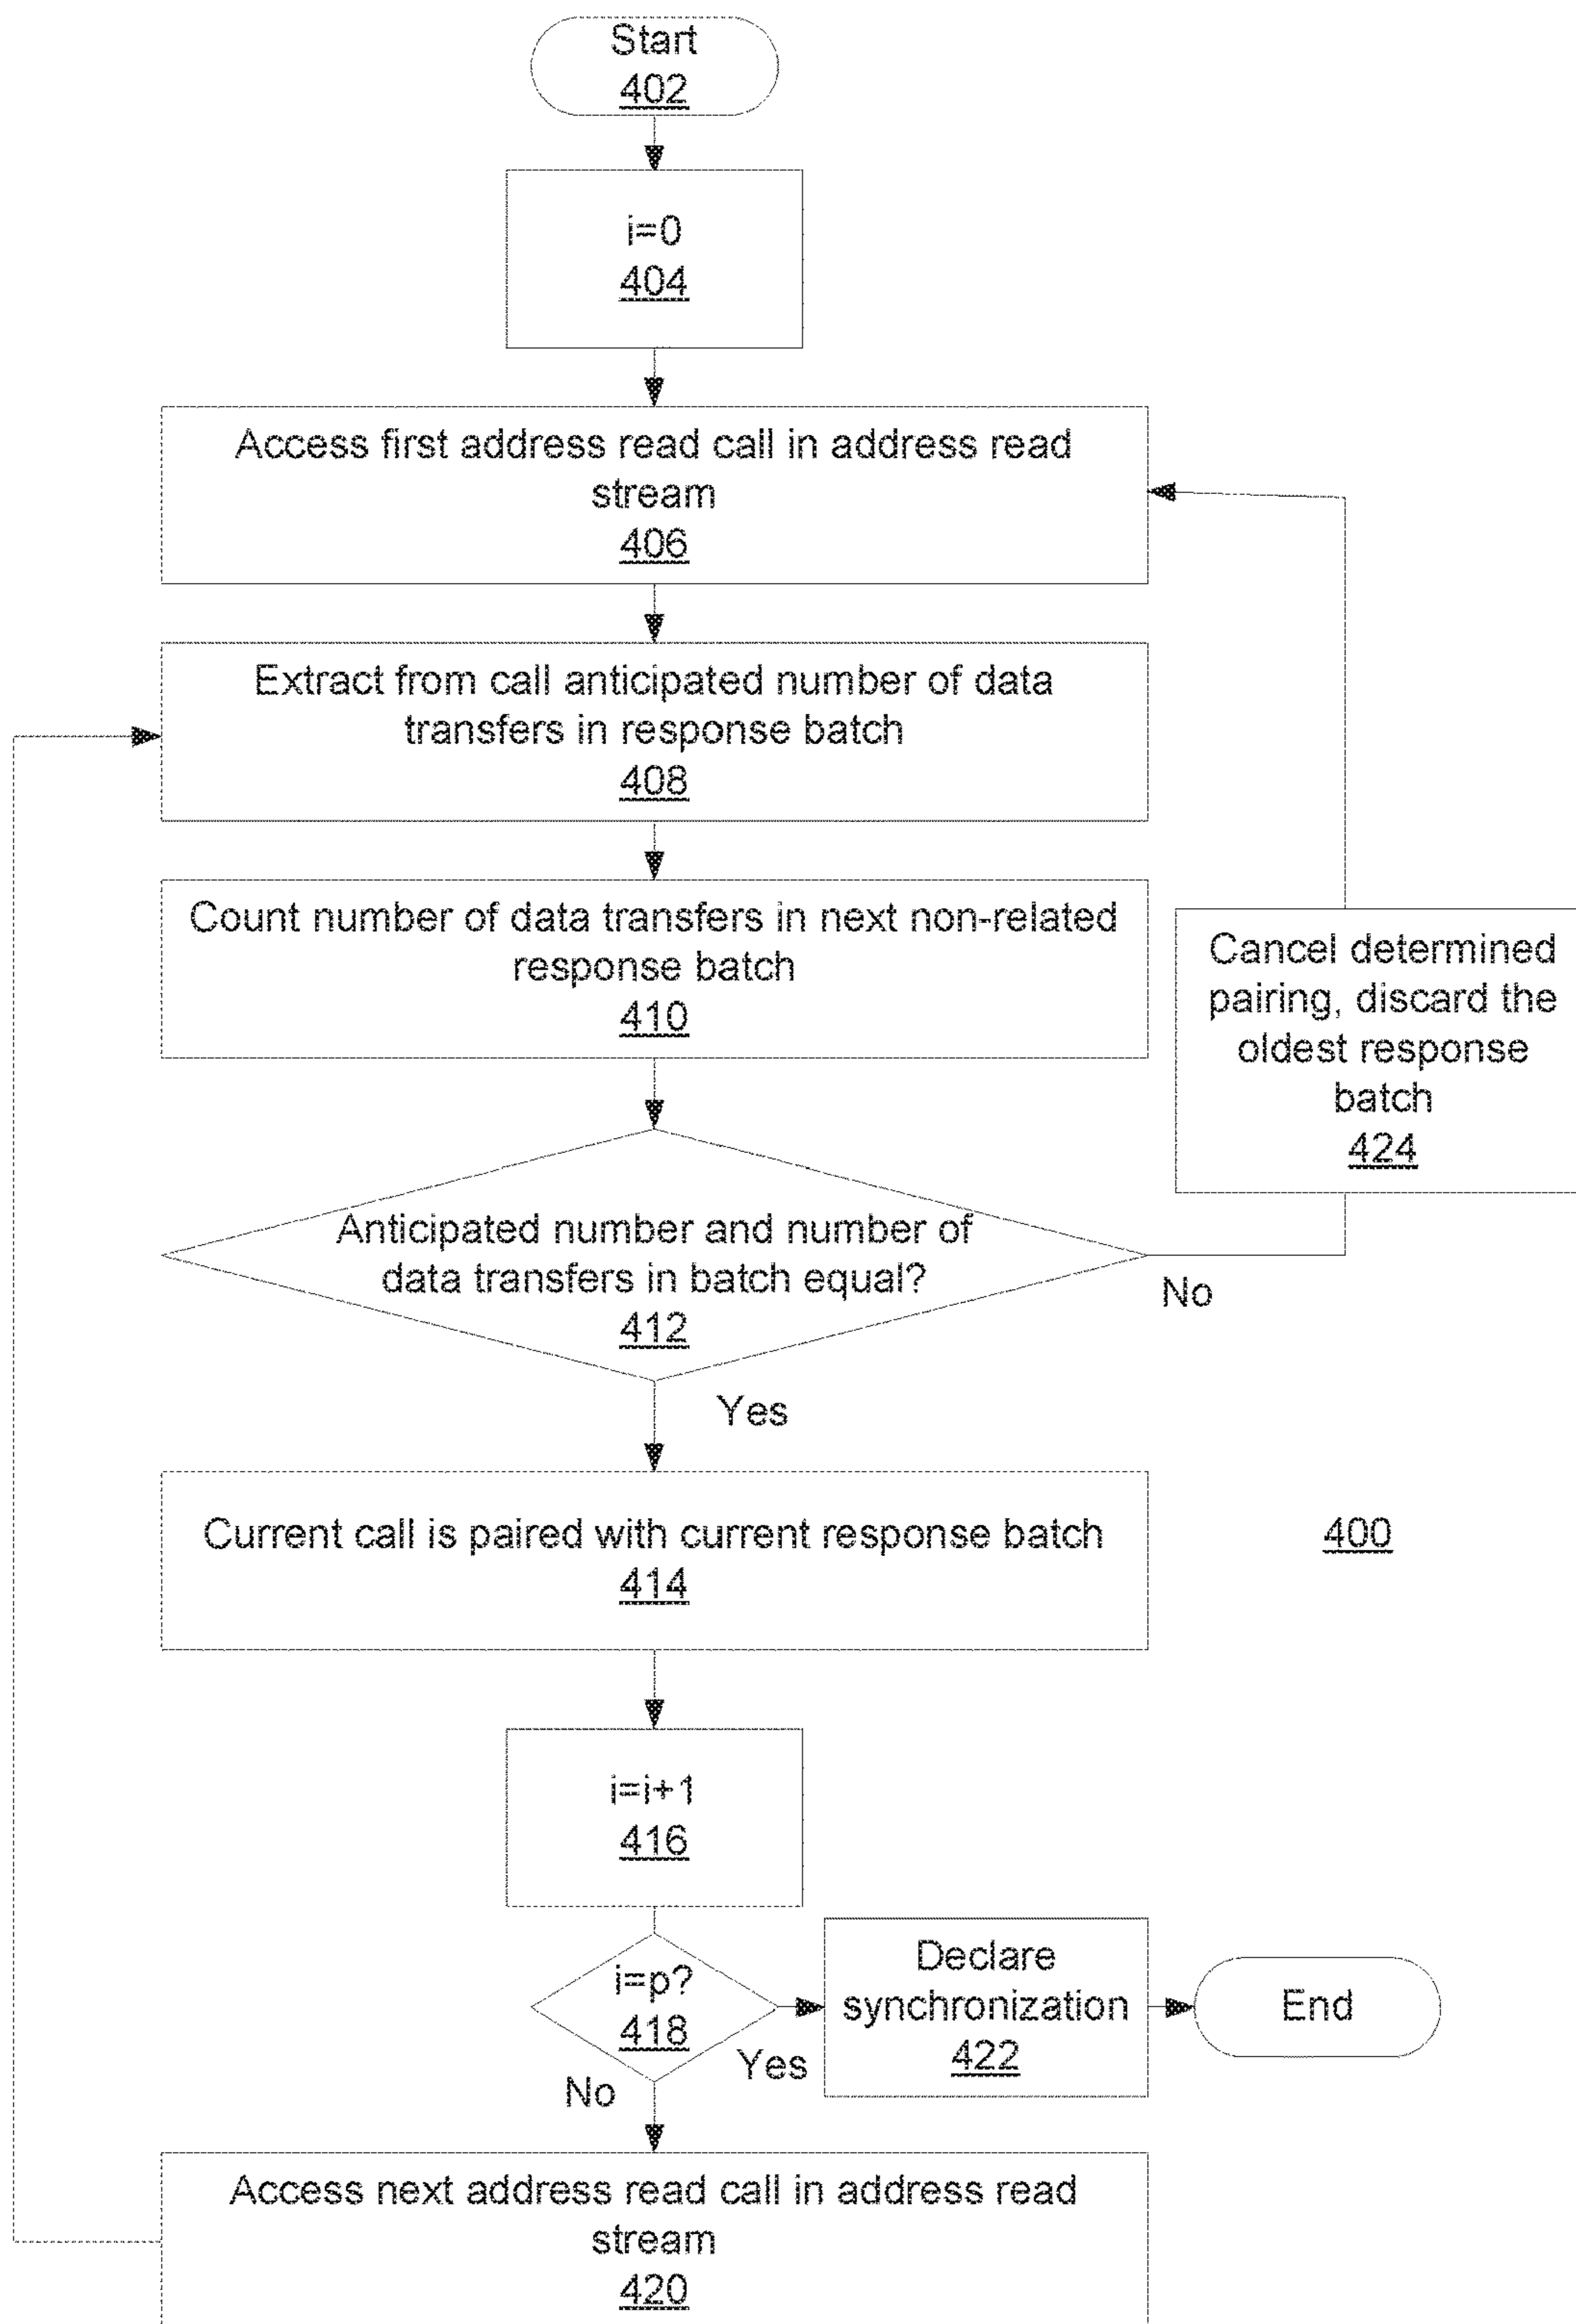 Start
402
i=0
404
Access first address read call in address read
stream
406
Extract from call anticipated number of data
transfers in response batch
408
Count number of data transfers in next non-related
response batch
410
Cancel determined
pairing, discard the
oldest response
batch
424
Anticipated number and number of
data transfers in batch equal?
412
No
Yes
Current call is paired with current response batch
414
400
i=i+1
416
i=p?
418
Yes
No
Declare
synchronization
422
End
Access next address read call in address read
stream
420